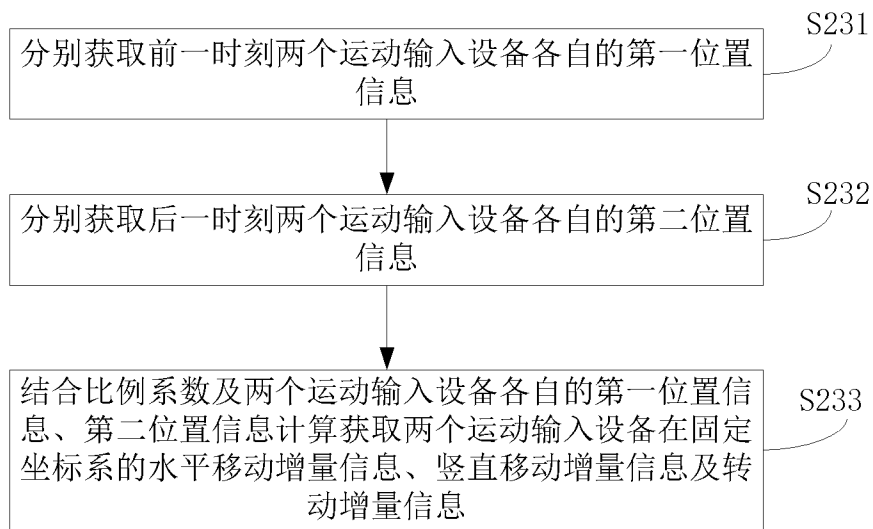 S231
分别获取前一时刻两个运动输入设备各自的第一位置
信息
S232
分别获取后一时刻两个运动输入设备各自的第二位置
信息
S233
结合比例系数及两个运动输入设备各自的第一位置信
息、第二位置信息计算获取两个运动输入设备在固定
坐标系的水平移动增量信息、竖直移动增量信息及转
动增量信息